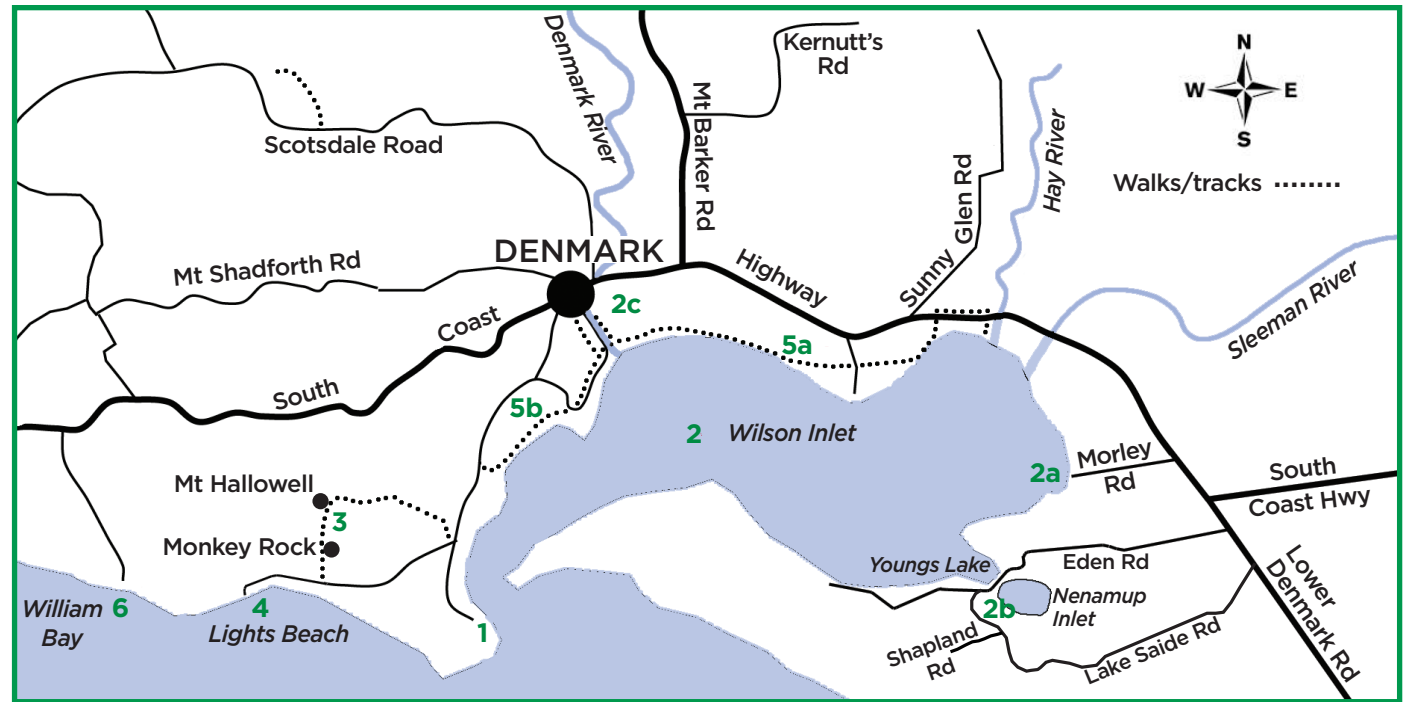 Denmark River
Kernutt's
Rd
N
W
E
S
Mt Barker Rd
Scotsdale Road
Sunny Glen Rd
Hay River
Walks/tracks
DENMARK
Mt Shadforth Rd
Highway
2c
Coast
5a
Sleeman River
South
5b
2
Wilson Inlet
2a
Morley
Rd
South
Coast Hwy
Mt Hallowell
3
Monkey Rock
Youngs Lake
Eden Rd
Lower
Denmark Rd
William
Bay
6
4
Lights Beach
1
2b
Nenamup
Inlet
Shapland
Rd
Lake Saide Rd